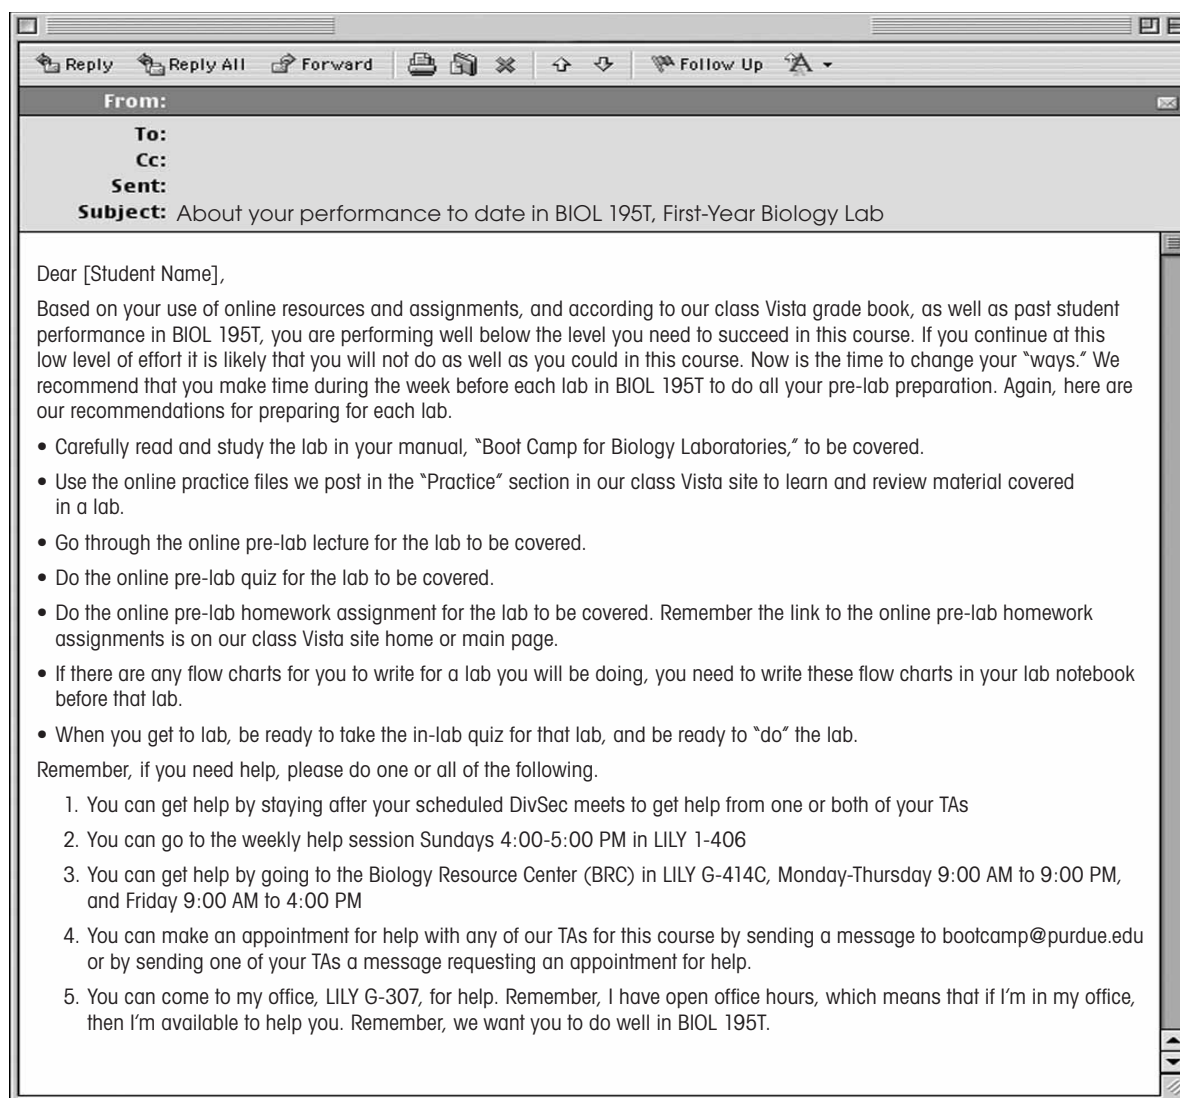 Reply Reply All Forward Follow Up
From:
To:
Cc:
Sent:
Subject: About your performance to date in BIOL 195T, First-Year Biology Lab
Dear [Student Name],
Based on your use of online resources and assignments, and according to our class Vista grade book, as well as past student
performance in BIOL 195T, you are performing well below the level you need to succeed in this course. If you continue at this
low level of effort it is likely that you will not do as well as you could in this course. Now is the time to change your “ways.” We
recommend that you make time during the week before each lab in BIOL 195T to do all your pre-lab preparation. Again, here are
our recommendations for preparing for each lab.
• Carefully read and study the lab in your manual, “Boot Camp for Biology Laboratories,” to be covered.
• Use the online practice files we post in the “Practice” section in our class Vista site to learn and review material covered
in a lab.
• Go through the online pre-lab lecture for the lab to be covered.
• Do the online pre-lab quiz for the lab to be covered.
• Do the online pre-lab homework assignment for the lab to be covered. Remember the link to the online pre-lab homework
assignments is on our class Vista site home or main page.
• If there are any flow charts for you to write for a lab you will be doing, you need to write these flow charts in your lab notebook
before that lab.
• When you get to lab, be ready to take the in-lab quiz for that lab, and be ready to “do” the lab.
Remember, if you need help, please do one or all of the following.
1. You can get help by staying after your scheduled DivSec meets to get help from one or both of your TAs
2. You can go to the weekly help session Sundays 4:00-5:00 PM in LILY 1-406
3. You can get help by going to the Biology Resource Center (BRC) in LILY G-414C, Monday-Thursday 9:00 AM to 9:00 PM,
and Friday 9:00 AM to 4:00 PM
4. You can make an appointment for help with any of our TAs for this course by sending a message to bootcamp@purdue.edu
or by sending one of your TAs a message requesting an appointment for help.
5. You can come to my office, LILY G-307, for help. Remember, I have open office hours, which means that if I’m in my office,
then I’m available to help you. Remember, we want you to do well in BIOL 195T.